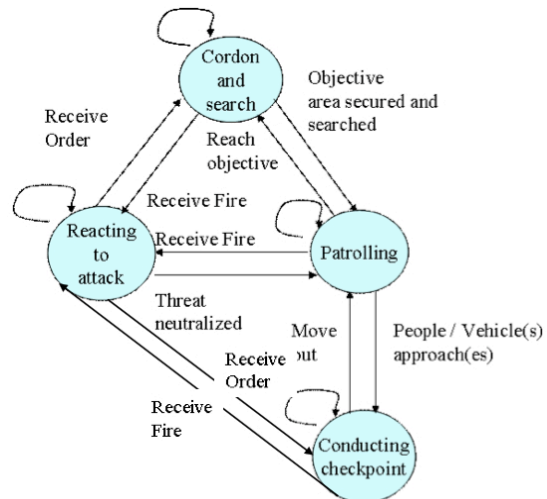 Cordon
and
search
Objective
area secured and
searched
Receive
Order
Reach
objective
Receive Fire
Reacting
to
attack
Receive Fire
Patrolling
Threat
neutralized
Move
out
People / Vehicle(s)
approach(es)
Receive
Order
Receive
Fire
Conducting
checkpoint